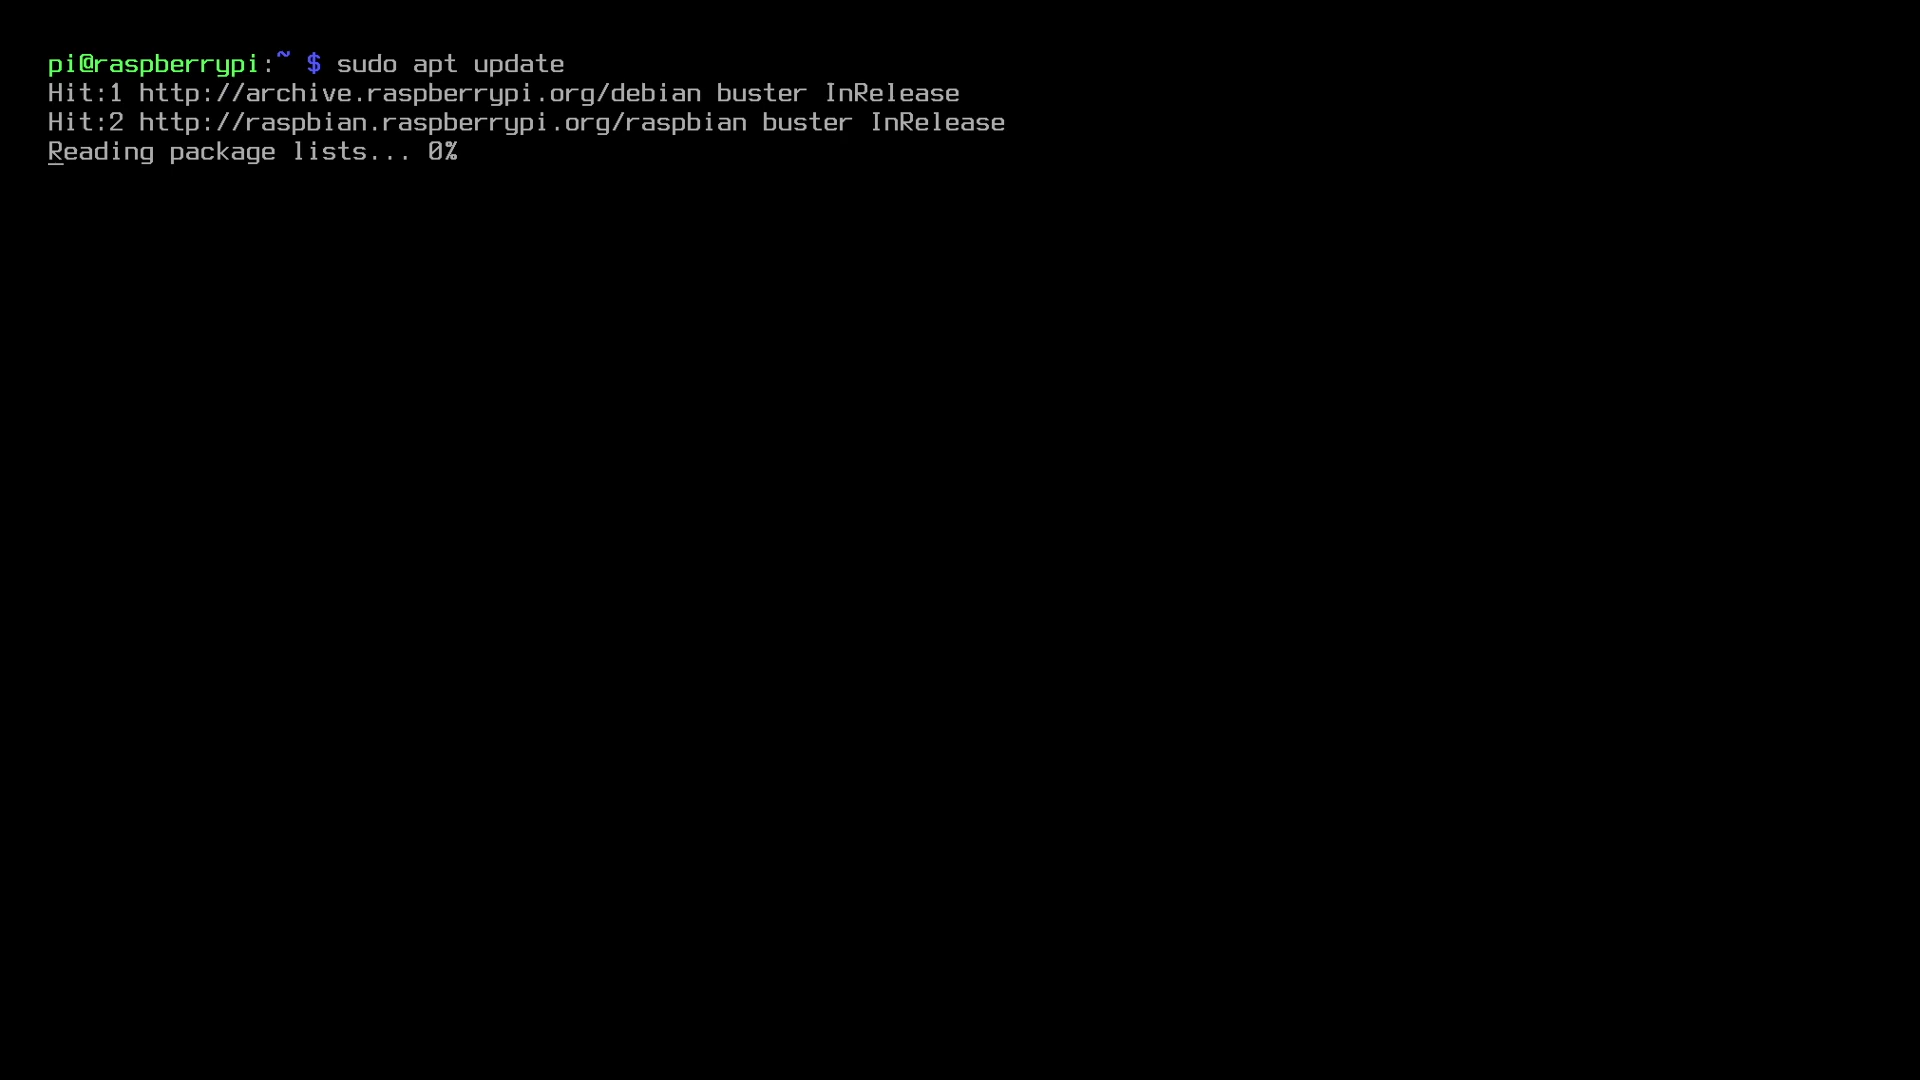 pi@raspberrypi:~ $ sudo apt update
Hit:1 http://archive.raspberrypi.org/debian buster InRelease
Hit:2 http://raspbian.raspberrypi.org/raspbian buster InRelease
Reading package lists... 0%